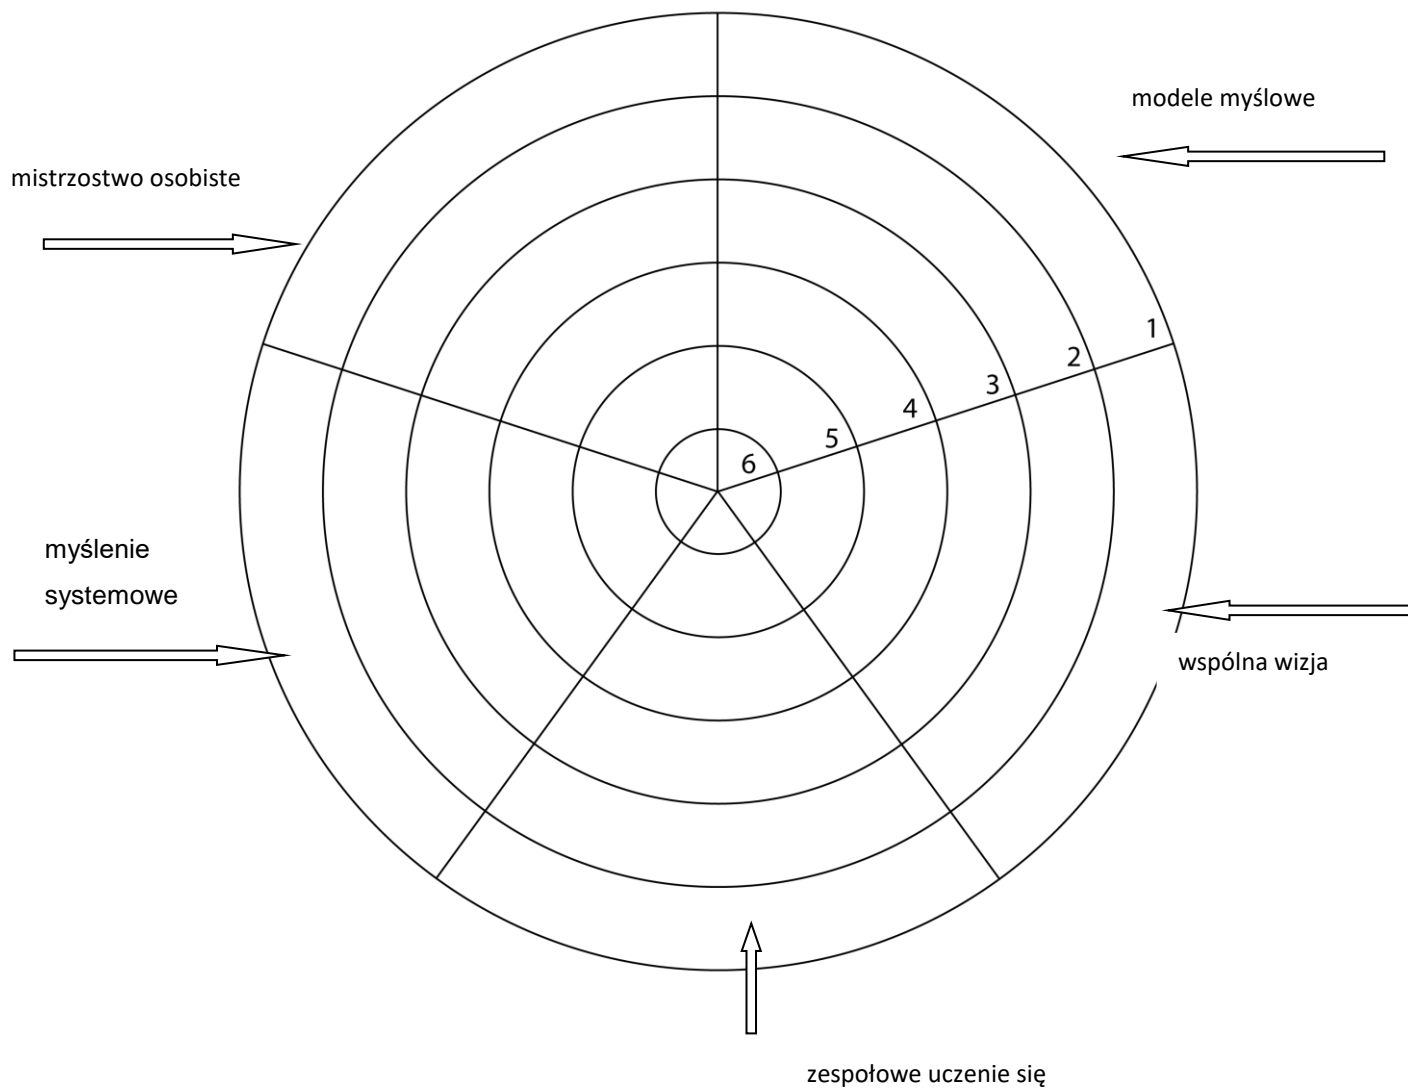 modele myślowe
mistrzostwo osobiste
1
2
3
4
5
6
myślenie
systemowe
wspólna wizja
zespołowe uczenie się